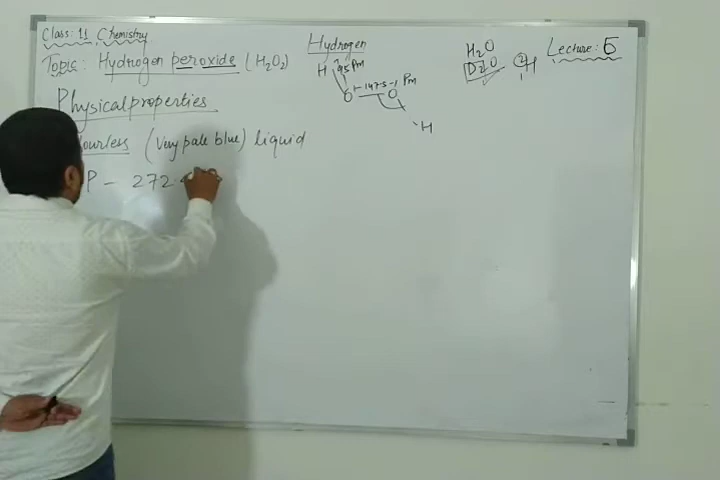 Class: 11 Chemistry
Topic: Hydrogen peroxide (H2O2)
Hydrogen
Lecture: 5
H2O
D2O
H
H 95 Pm
O 147.5 Pm O
H
Physical properties
(Very pale blue) liquid
P - 272.